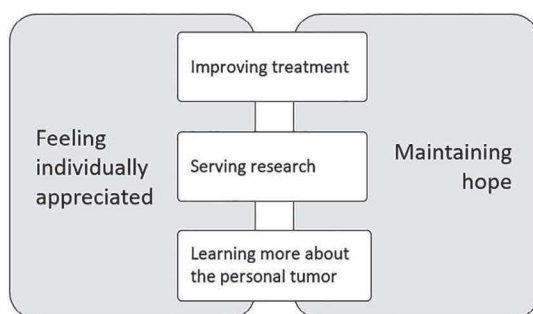 Improving treatment
Feeling
individually
appreciated
Serving research
Maintaining
hope
Learning more about
the personal tumor